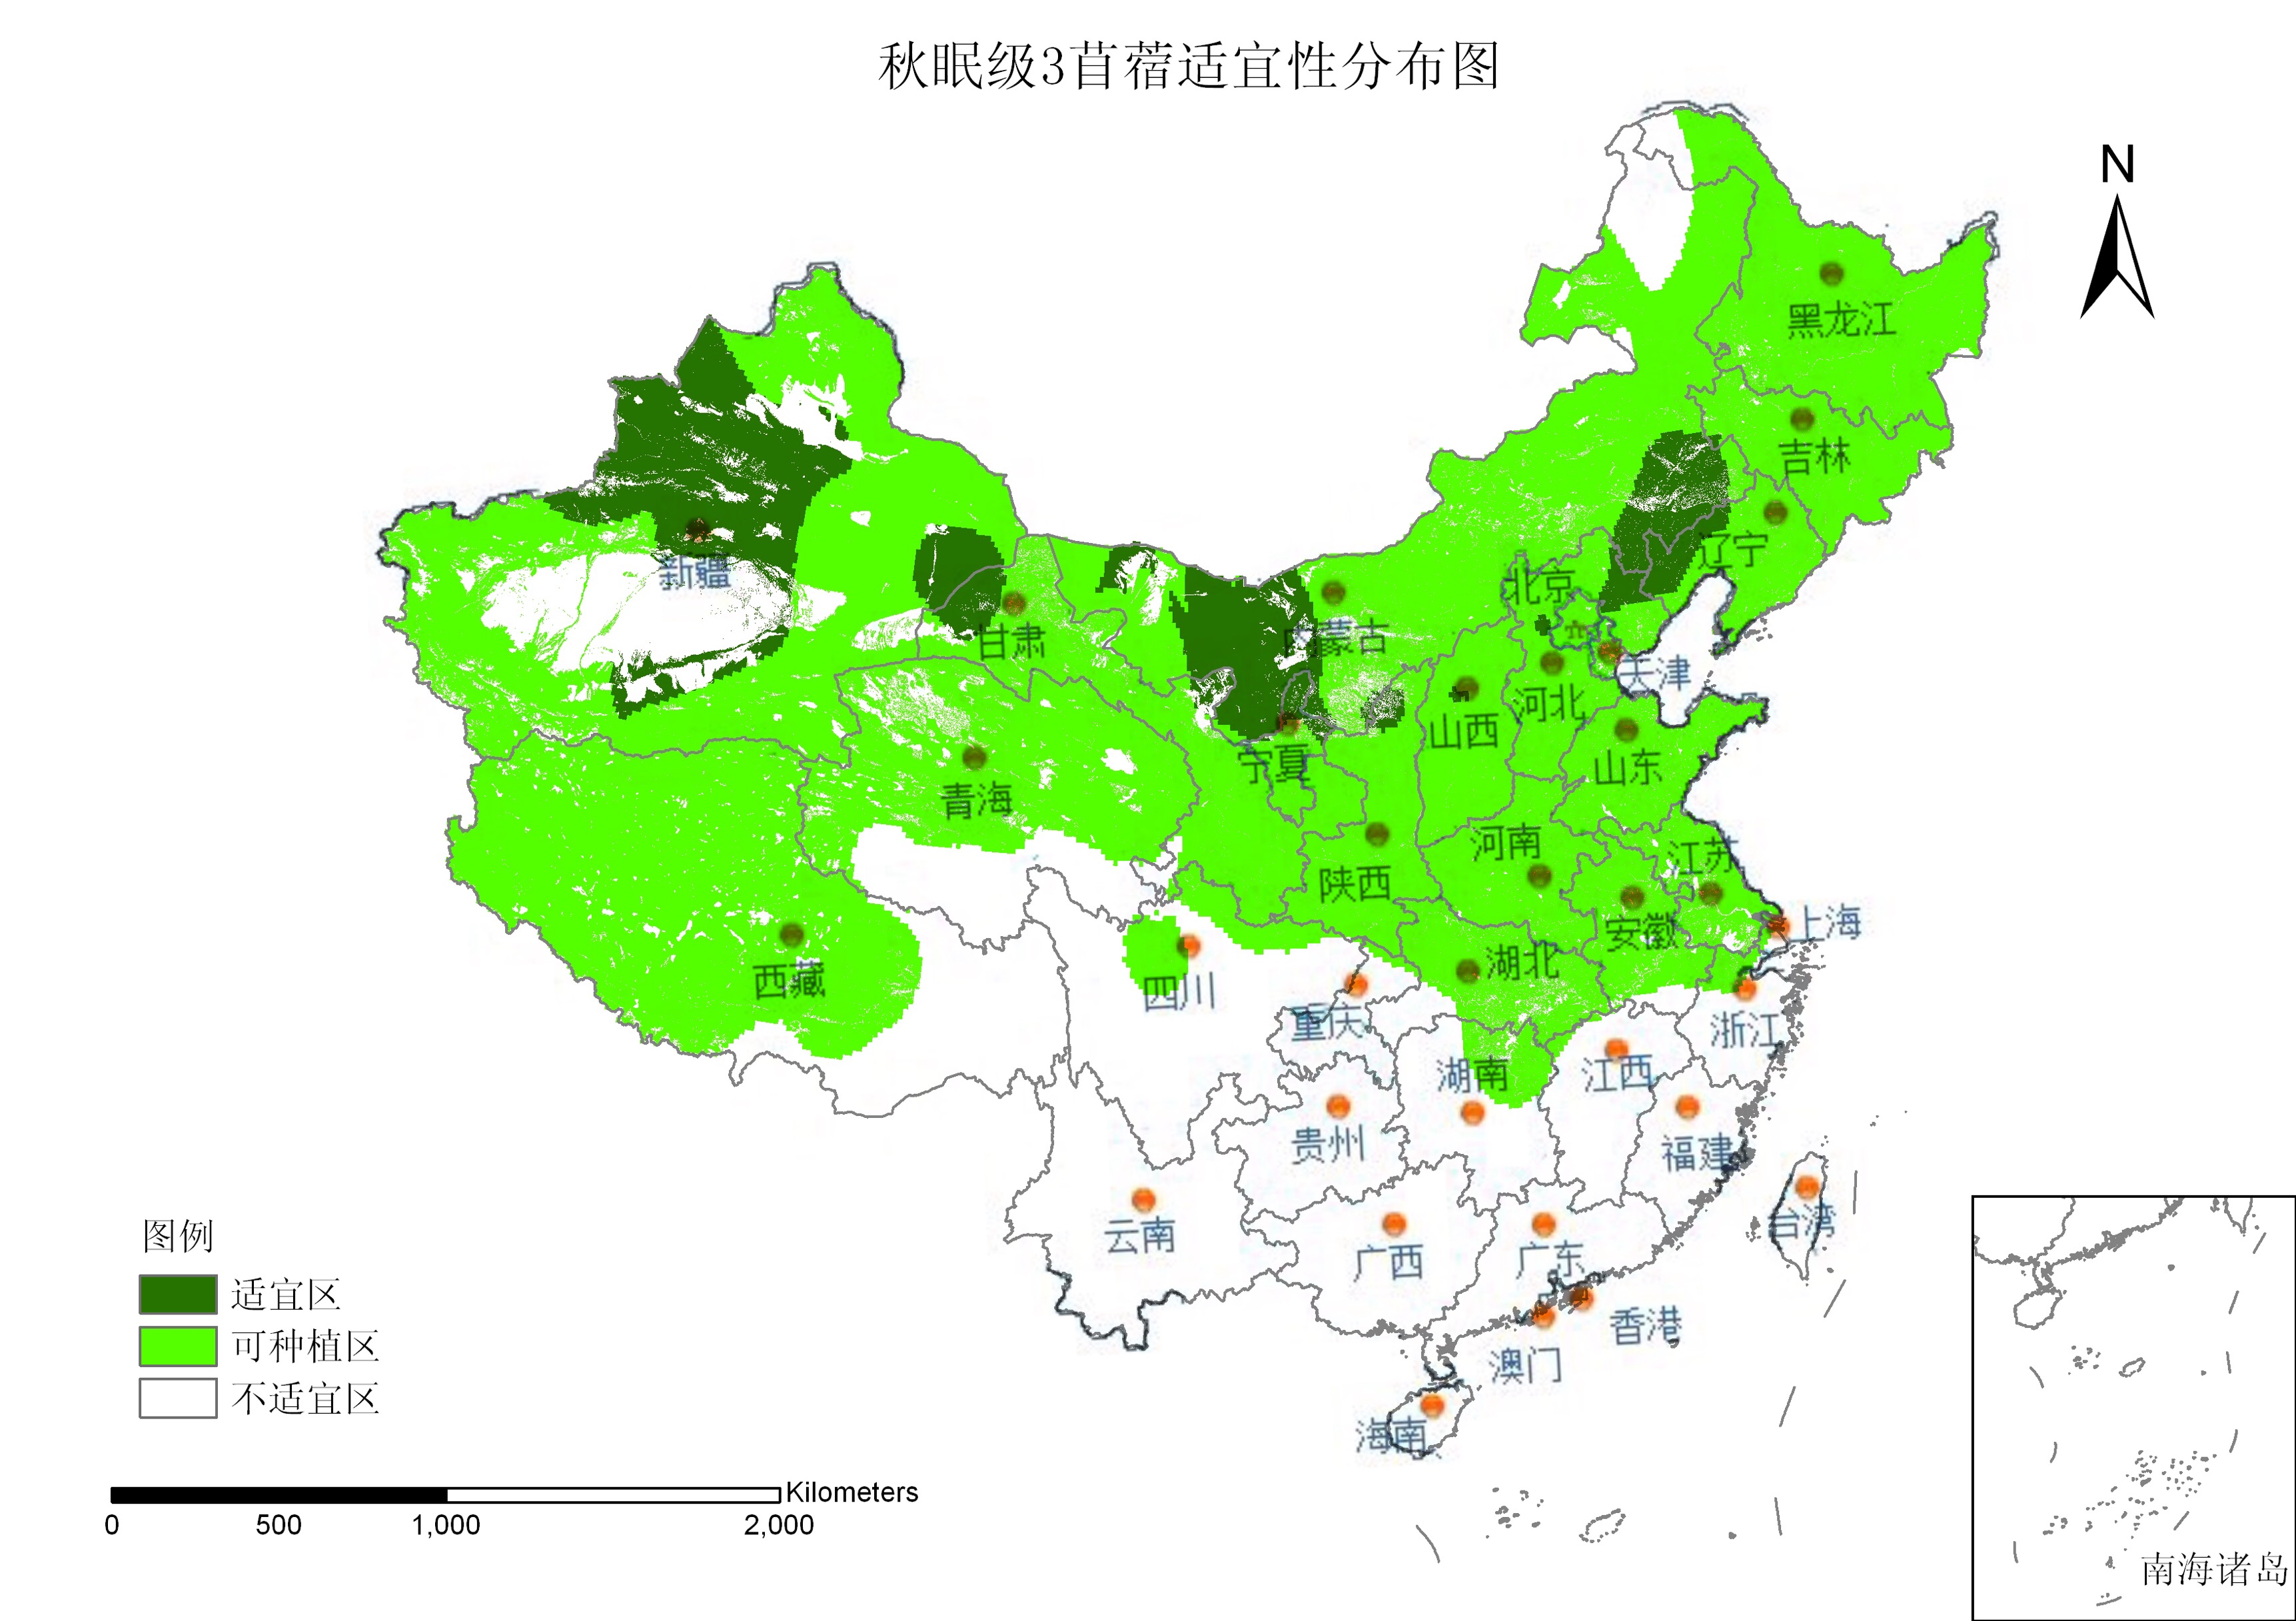 秋眠级3苜蓿适宜性分布图
N
黑龙江
吉林
辽宁
新疆
北京
甘肃
内蒙古
天津
河北
山西
宁夏
山东
青海
河南
江苏
陕西
安徽
上海
湖北
西藏
四川
重庆
浙江
湖南
江西
贵州
福建
台湾
云南
广西
广东
香港
澳门
海南
图例
适宜区
可种植区
不适宜区
Kilometers
0 500 1,000 2,000
南海诸岛